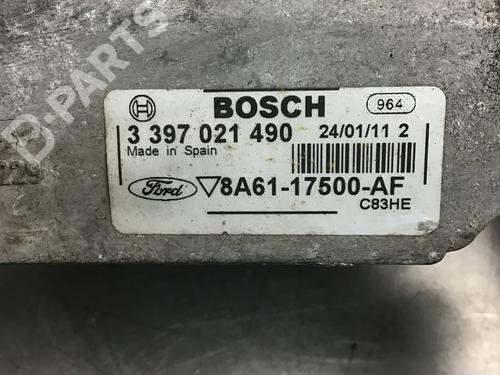 B-PARTS
BOSCH 964
3 397 021 490 24/01/11 2
Made in Spain
Ford 8A61-17500-AF
C83HE